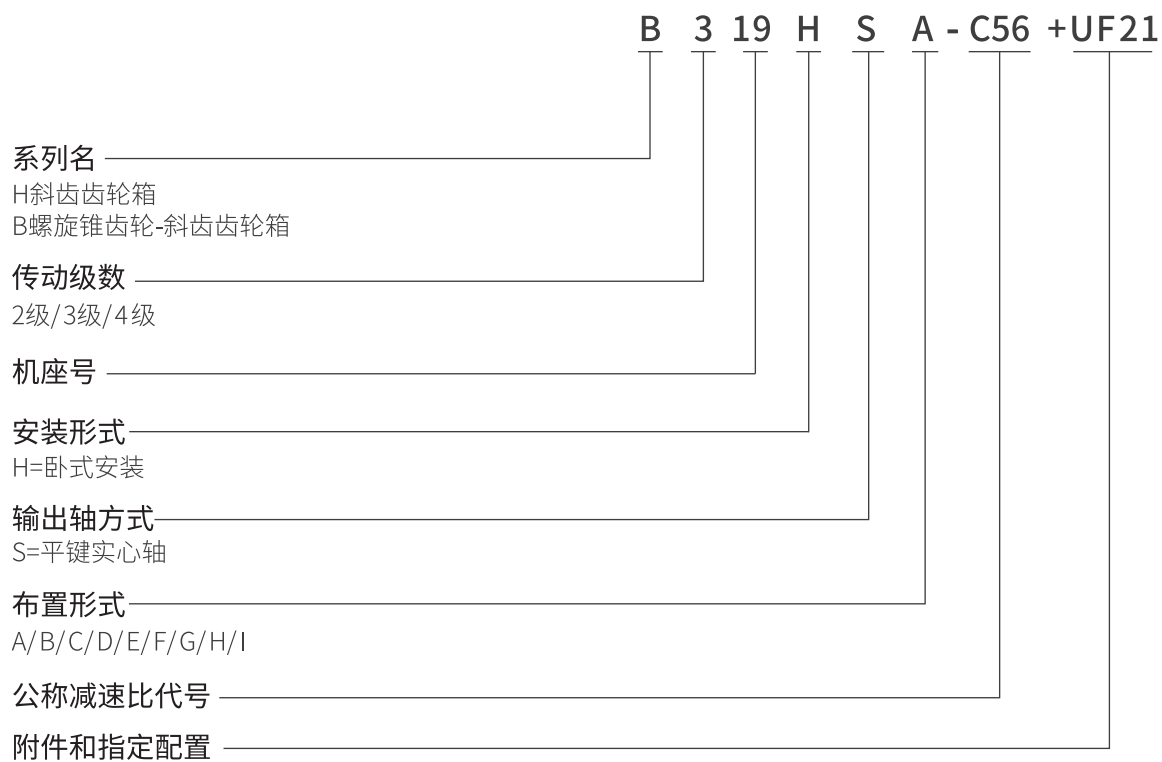 B 3 19 H S A - C56 +UF21
系列名
H斜齿齿轮箱
B螺旋锥齿轮-斜齿齿轮箱
传动级数
2级/3级/4级
机座号
安装形式
H=卧式安装
输出轴方式
S=平键实心轴
布置形式
A/B/C/D/E/F/G/H/I
公称减速比代号
附件和指定配置